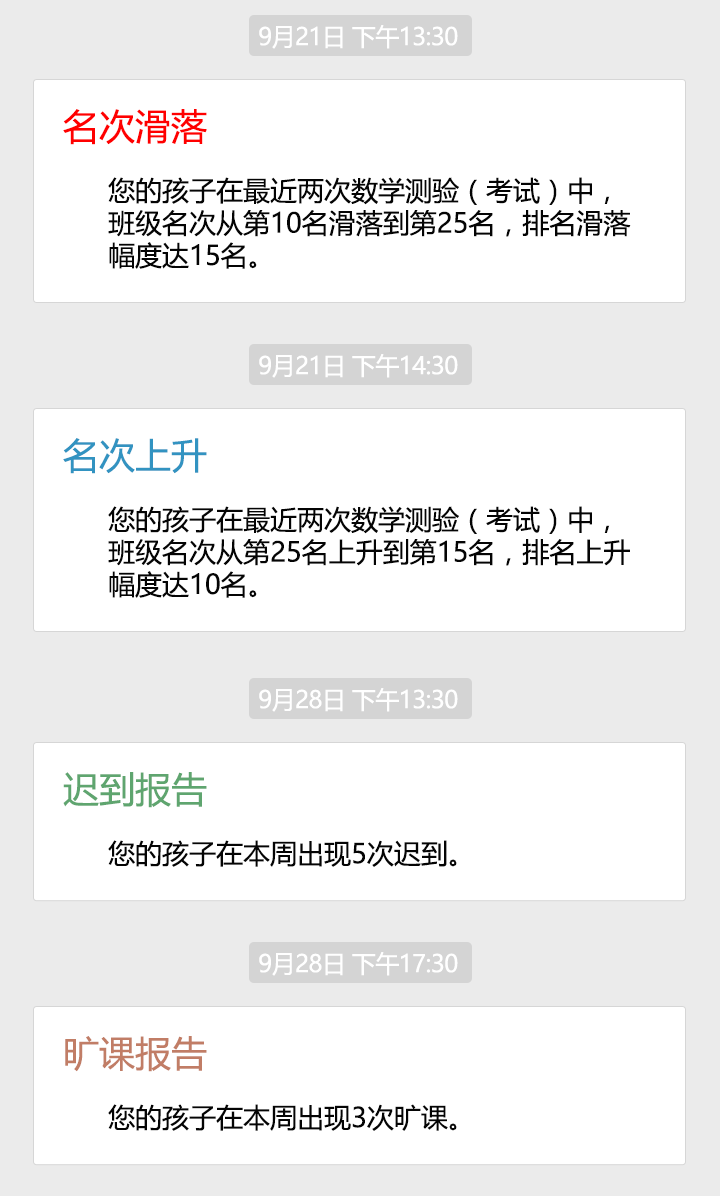 9月21日 下午13:30
名次滑落
您的孩子在最近两次数学测验（考试）中，
班级名次从第10名滑落到第25名，排名滑落
幅度达15名。
9月21日 下午14:30
名次上升
您的孩子在最近两次数学测验（考试）中，
班级名次从第25名上升到第15名，排名上升
幅度达10名。
9月28日 下午13:30
迟到报告
您的孩子在本周出现5次迟到。
9月28日 下午17:30
旷课报告
您的孩子在本周出现3次旷课。